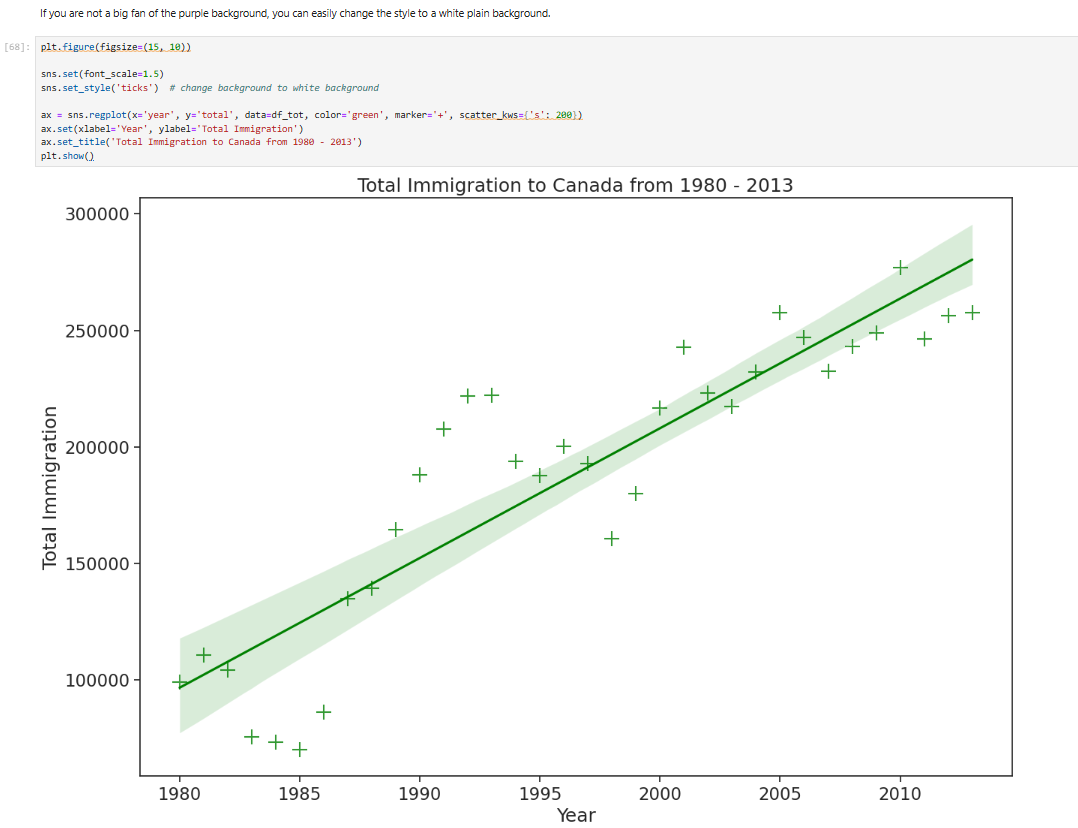 If you are not a big fan of the purple background, you can easily change the style to a white plain background.
[68]:
plt.figure(figsize=(15, 10))
sns.set(font_scale=1.5)
sns.set_style('ticks')  # change background to white background
ax = sns.regplot(x='year', y='total', data=df_tot, color='green', marker='+', scatter_kws={'s': 200})
ax.set(xlabel='Year', ylabel='Total Immigration')
ax.set_title('Total Immigration to Canada from 1980 - 2013')
plt.show()
Total Immigration to Canada from 1980 - 2013
300000
250000
200000
150000
100000
Total Immigration
1980 1985 1990 1995 2000 2005 2010
Year